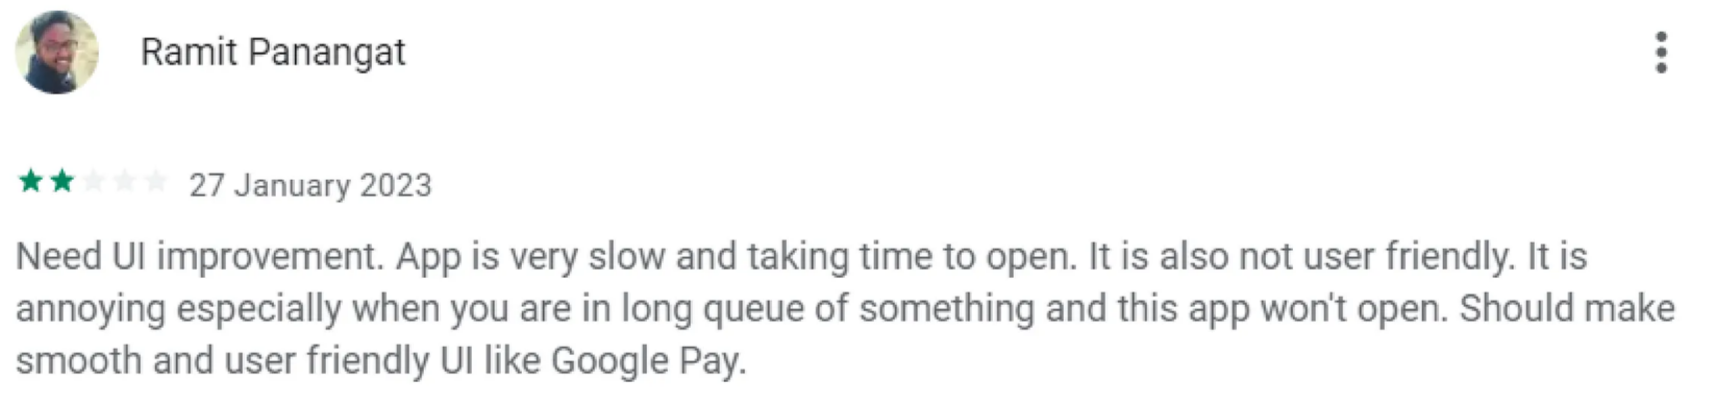 Ramit Panangat
27 January 2023
Need UI improvement. App is very slow and taking time to open. It is also not user friendly. It is
annoying especially when you are in long queue of something and this app won't open. Should make
smooth and user friendly UI like Google Pay.